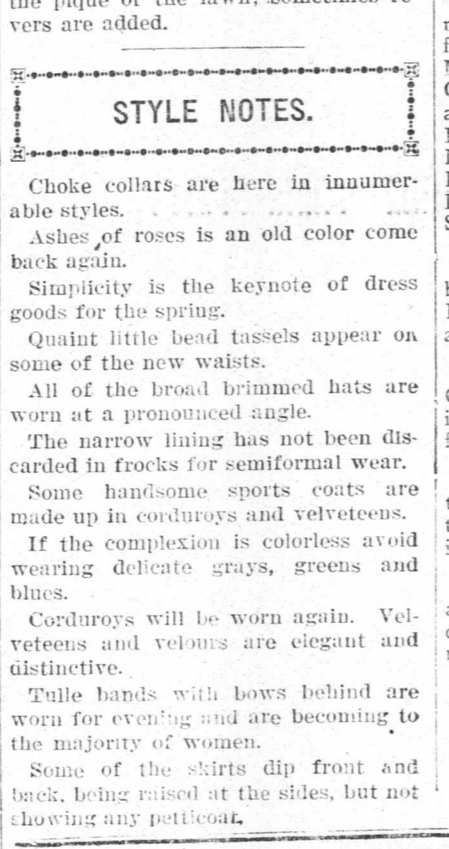 the pique or the lawn, sometimes re-
vers are added.
STYLE NOTES.
Choke collars are here in innumer-
able styles.
Ashes of roses is an old color come
back again.
Simplicity is the keynote of dress
goods for the spring.
Quaint little bead tassels appear on
some of the new waists.
All of the broad brimmed hats are
worn at a pronounced angle.
The narrow lining has not been dis-
carded in frocks for semiformal wear.
Some handsome sports coats are
made up in corduroys and velveteens.
If the complexion is colorless avoid
wearing delicate grays, greens and
blues.
Corduroys will be worn again. Vel-
veteens and velours are elegant and
distinctive.
Tulle bands with bows behind are
worn for evening and are becoming to
the majority of women.
Some of the skirts dip front and
back, being raised at the sides, but not
showing any petticoat.